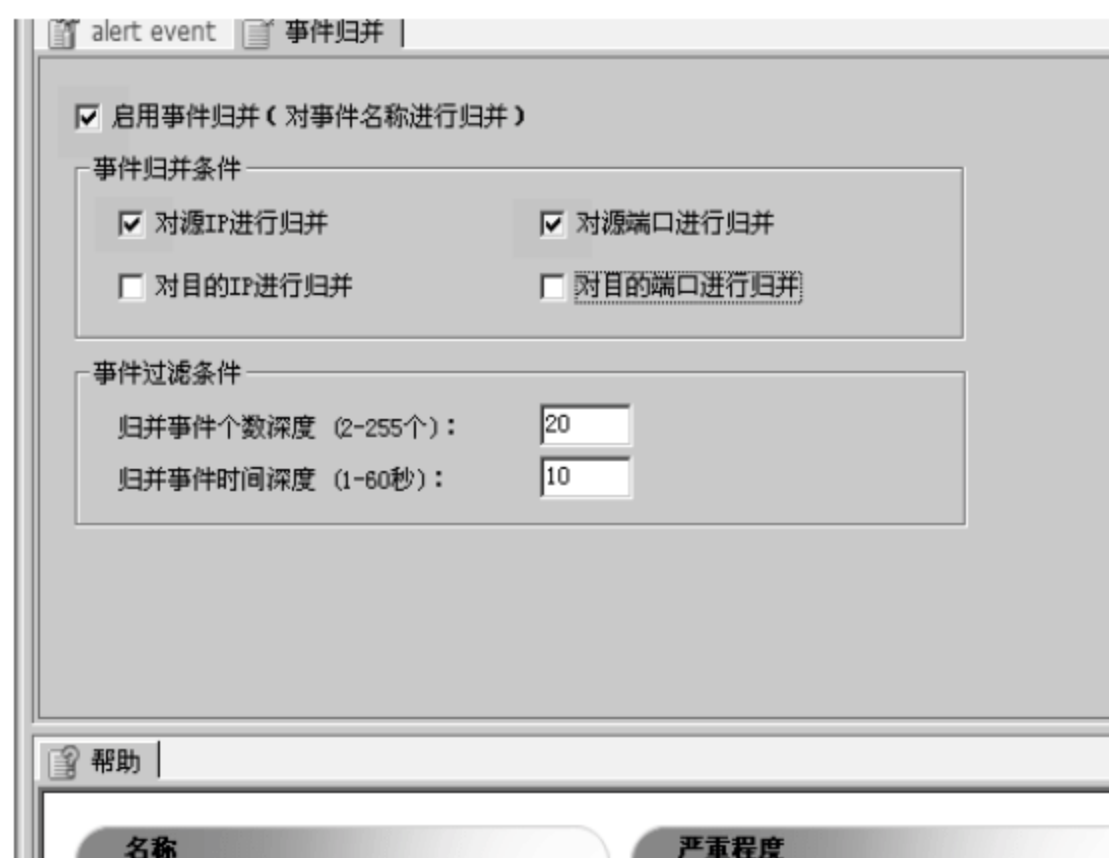 alert event 事件归并
启用事件归并(对事件名称进行归并)
事件归并条件
对源IP进行归并 对源端口进行归并
对目的IP进行归并 对目的端口进行归并
事件过滤条件
归并事件个数深度 (2-255个): 20
归并事件时间深度 (1-60秒): 10
帮助
名称 严重程度